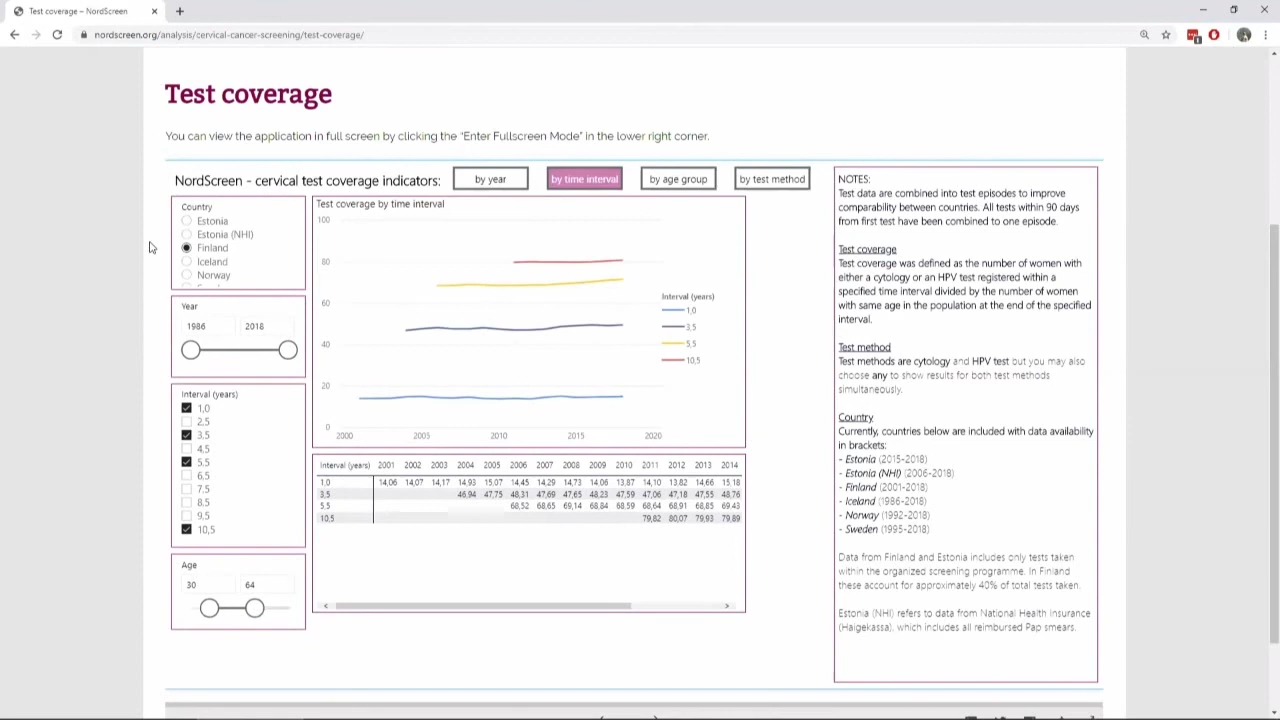 Test coverage – NordScreen
nordscreen.org/analysis/cervical-cancer-screening/test-coverage/
Test coverage
You can view the application in full screen by clicking the "Enter Fullscreen Mode" in the lower right corner.
NordScreen - cervical test coverage indicators:
by year
by time interval
by age group
by test method
Country
Estonia
Estonia (NHI)
Finland
Iceland
Norway
Year
1986 2018
Interval (years)
1,0
2,5
3,5
4,5
5,5
6,5
7,5
8,5
9,5
10,5
Age
30 64
Test coverage by time interval
100
80
60
40
20
0
2000 2005 2010 2015 2020
Interval (years)
1,0
3,5
5,5
10,5
Interval (years) 2001 2002 2003 2004 2005 2006 2007 2008 2009 2010 2011 2012 2013 2014
1,0 14,06 14,07 14,17 14,93 15,07 14,45 14,29 14,73 14,06 13,87 14,10 13,82 14,66 15,18
3,5 46,94 47,75 48,31 47,69 47,65 48,23 47,59 47,06 47,18 47,55 48,76
5,5 68,52 68,65 69,14 68,84 68,59 68,64 68,91 68,85 69,43
10,5 79,82 80,07 79,93 79,89
NOTES:
Test data are combined into test episodes to improve
comparability between countries. All tests within 90 days
from first test have been combined to one episode.
Test coverage
Test coverage was defined as the number of women with
either a cytology or an HPV test registered within a
specified time interval divided by the number of women
with same age in the population at the end of the specified
interval.
Test method
Test methods are cytology and HPV test but you may also
choose any to show results for both test methods
simultaneously.
Country
Currently, countries below are included with data availability
in brackets:
- Estonia (2015-2018)
- Estonia (NHI) (2006-2018)
- Finland (2001-2018)
- Iceland (1986-2018)
- Norway (1992-2018)
- Sweden (1995-2018)
Data from Finland and Estonia includes only tests taken
within the organized screening programme. In Finland
these account for approximately 40% of total tests taken.
Estonia (NHI) refers to data from National Health Insurance
(Haigekassa), which includes all reimbursed Pap smears.